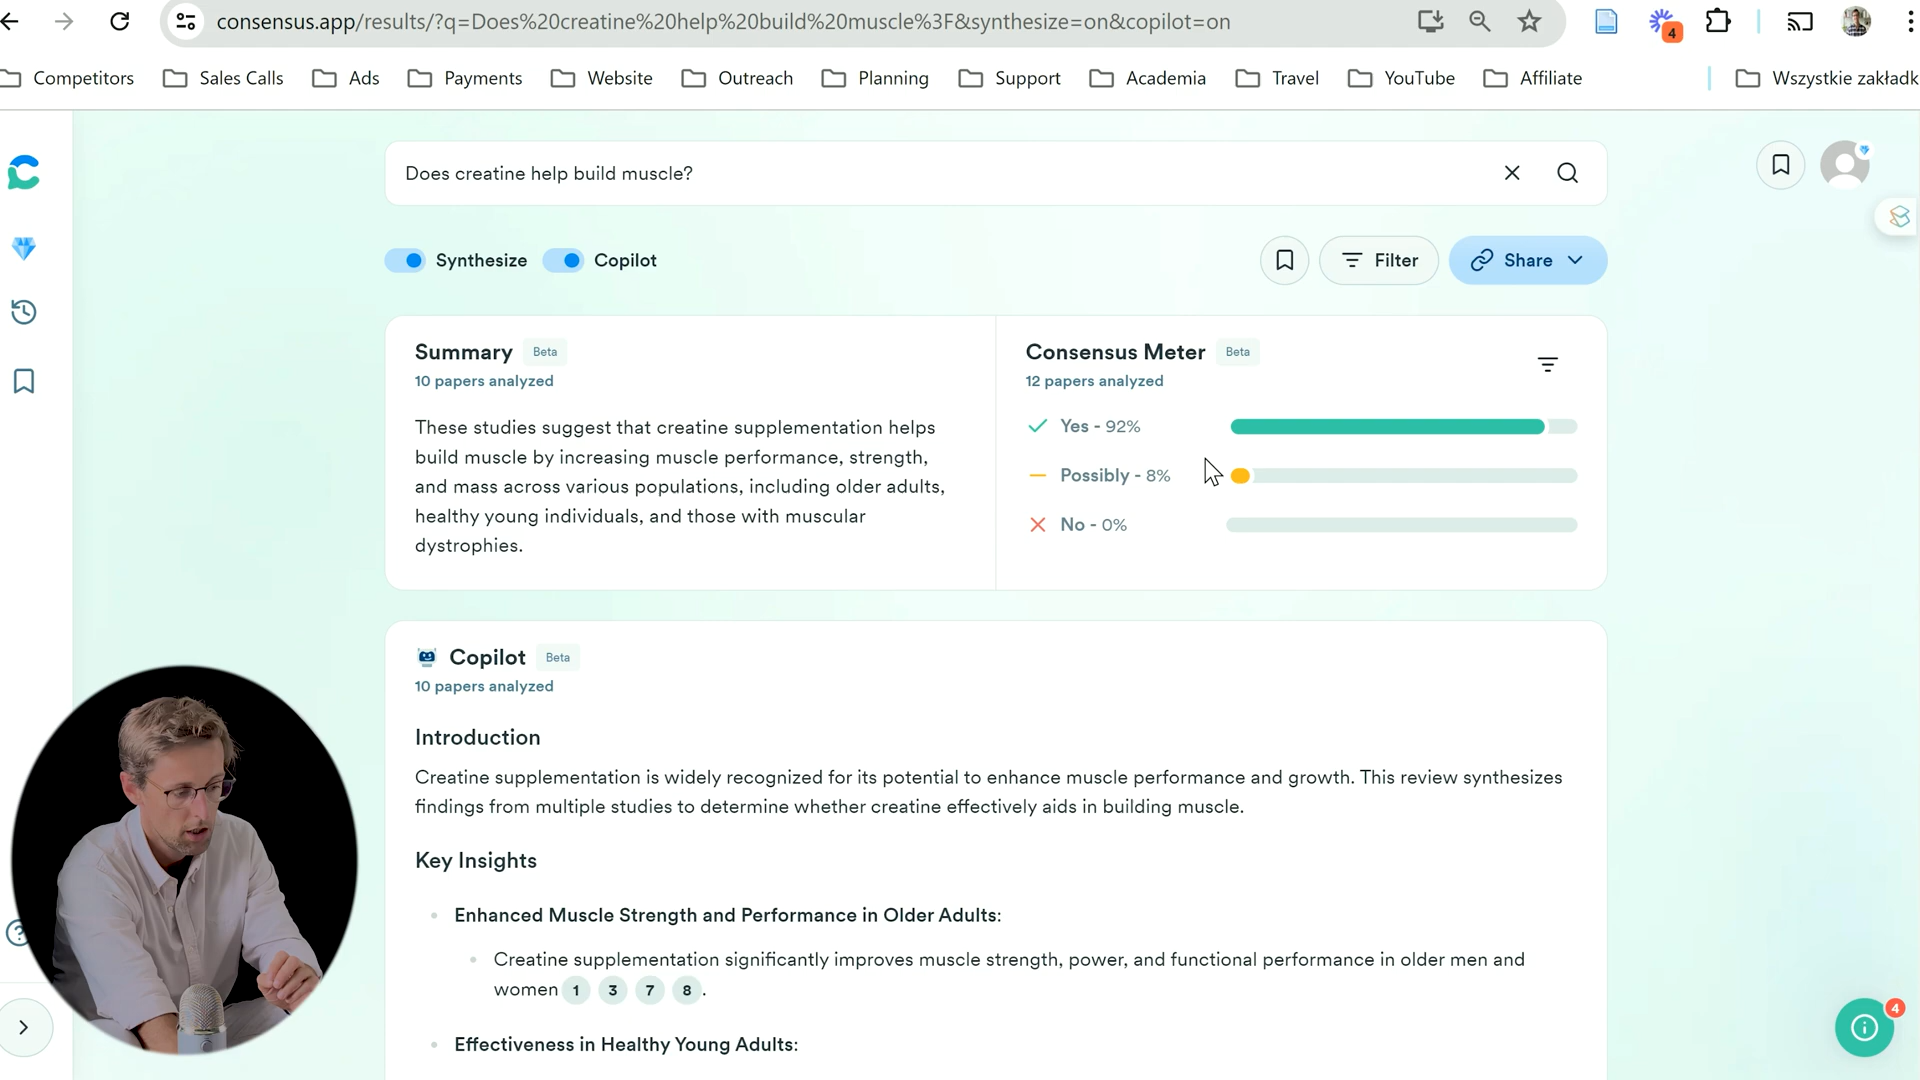 consensus.app/results/?q=Does%20creatine%20help%20build%20muscle%3F&synthesize=on&copilot=on
4
Competitors Sales Calls Ads Payments Website Outreach Planning Support Academia Travel YouTube Affiliate Wszystkie zakładk
Does creatine help build muscle?
Synthesize Copilot Filter Share
Summary Beta
10 papers analyzed
These studies suggest that creatine supplementation helps
build muscle by increasing muscle performance, strength,
and mass across various populations, including older adults,
healthy young individuals, and those with muscular
dystrophies.
Consensus Meter Beta
12 papers analyzed
Yes - 92%
Possibly - 8%
No - 0%
Copilot Beta
10 papers analyzed
Introduction
Creatine supplementation is widely recognized for its potential to enhance muscle performance and growth. This review synthesizes
findings from multiple studies to determine whether creatine effectively aids in building muscle.
Key Insights
Enhanced Muscle Strength and Performance in Older Adults:
Creatine supplementation significantly improves muscle strength, power, and functional performance in older men and
women 1 3 7 8 .
Effectiveness in Healthy Young Adults:
4